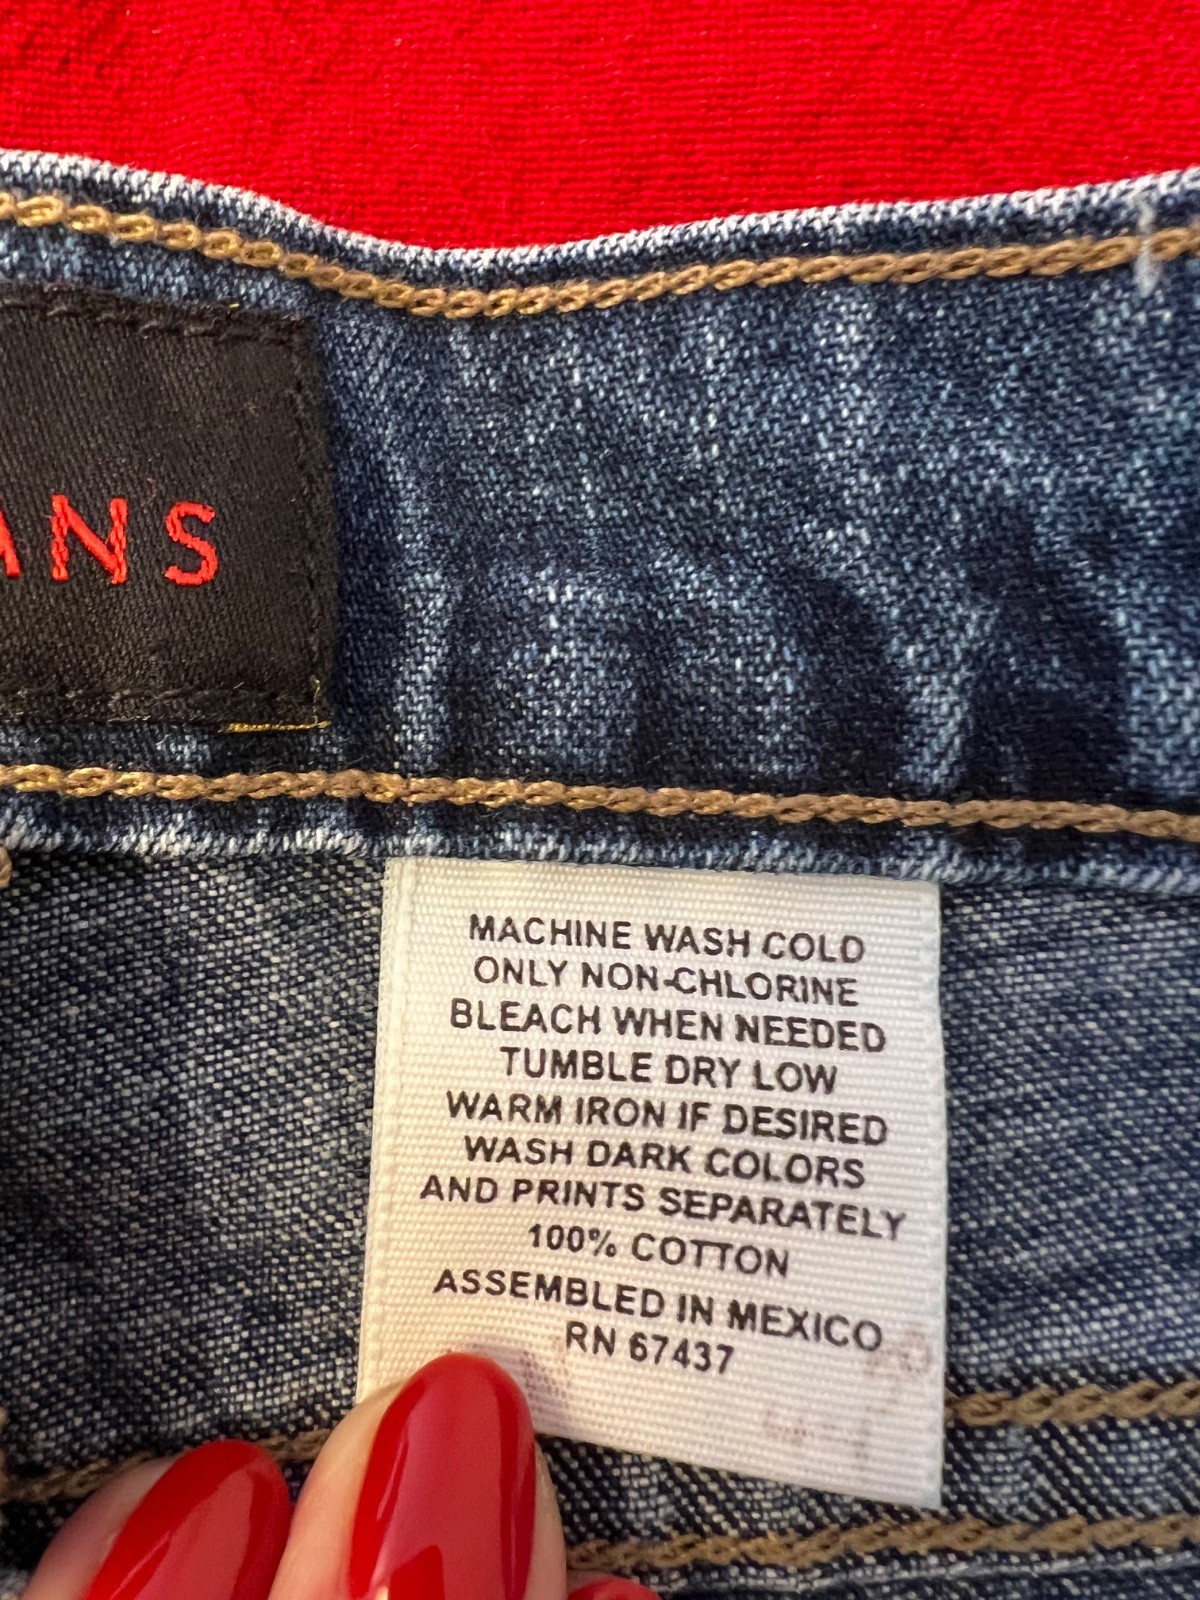 ANS
MACHINE WASH COLD
ONLY NON-CHLORINE
BLEACH WHEN NEEDED
TUMBLE DRY LOW
WARM IRON IF DESIRED
WASH DARK COLORS
AND PRINTS SEPARATELY
100% COTTON
ASSEMBLED IN MEXICO
RN 67437